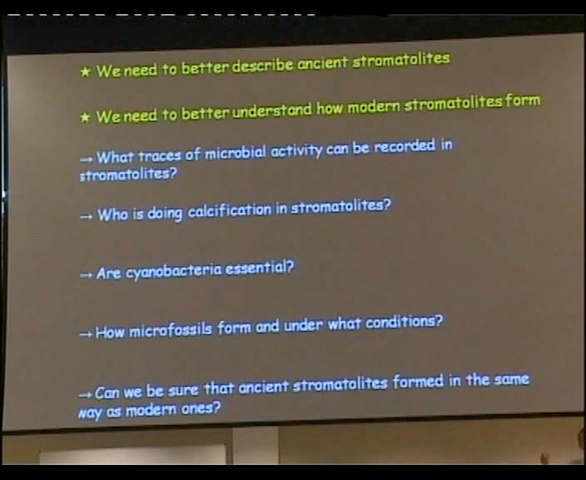 ★ We need to better describe ancient stromatolites
★ We need to better understand how modern stromatolites form
→ What traces of microbial activity can be recorded in
stromatolites?
→ Who is doing calcification in stromatolites?
→ Are cyanobacteria essential?
→ How microfossils form and under what conditions?
→ Can we be sure that ancient stromatolites formed in the same
way as modern ones?